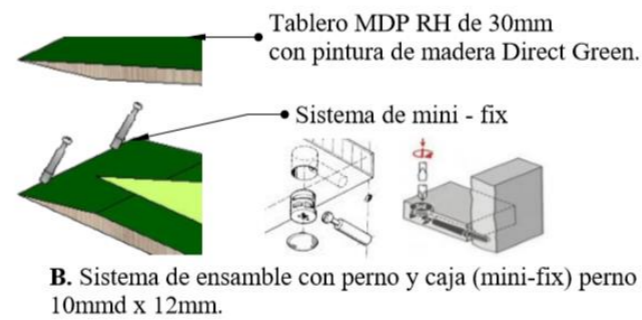 Tablero MDP RH de 30mm
con pintura de madera Direct Green.
Sistema de mini - fix
B. Sistema de ensamble con perno y caja (mini-fix) perno
10mmd x 12mm.